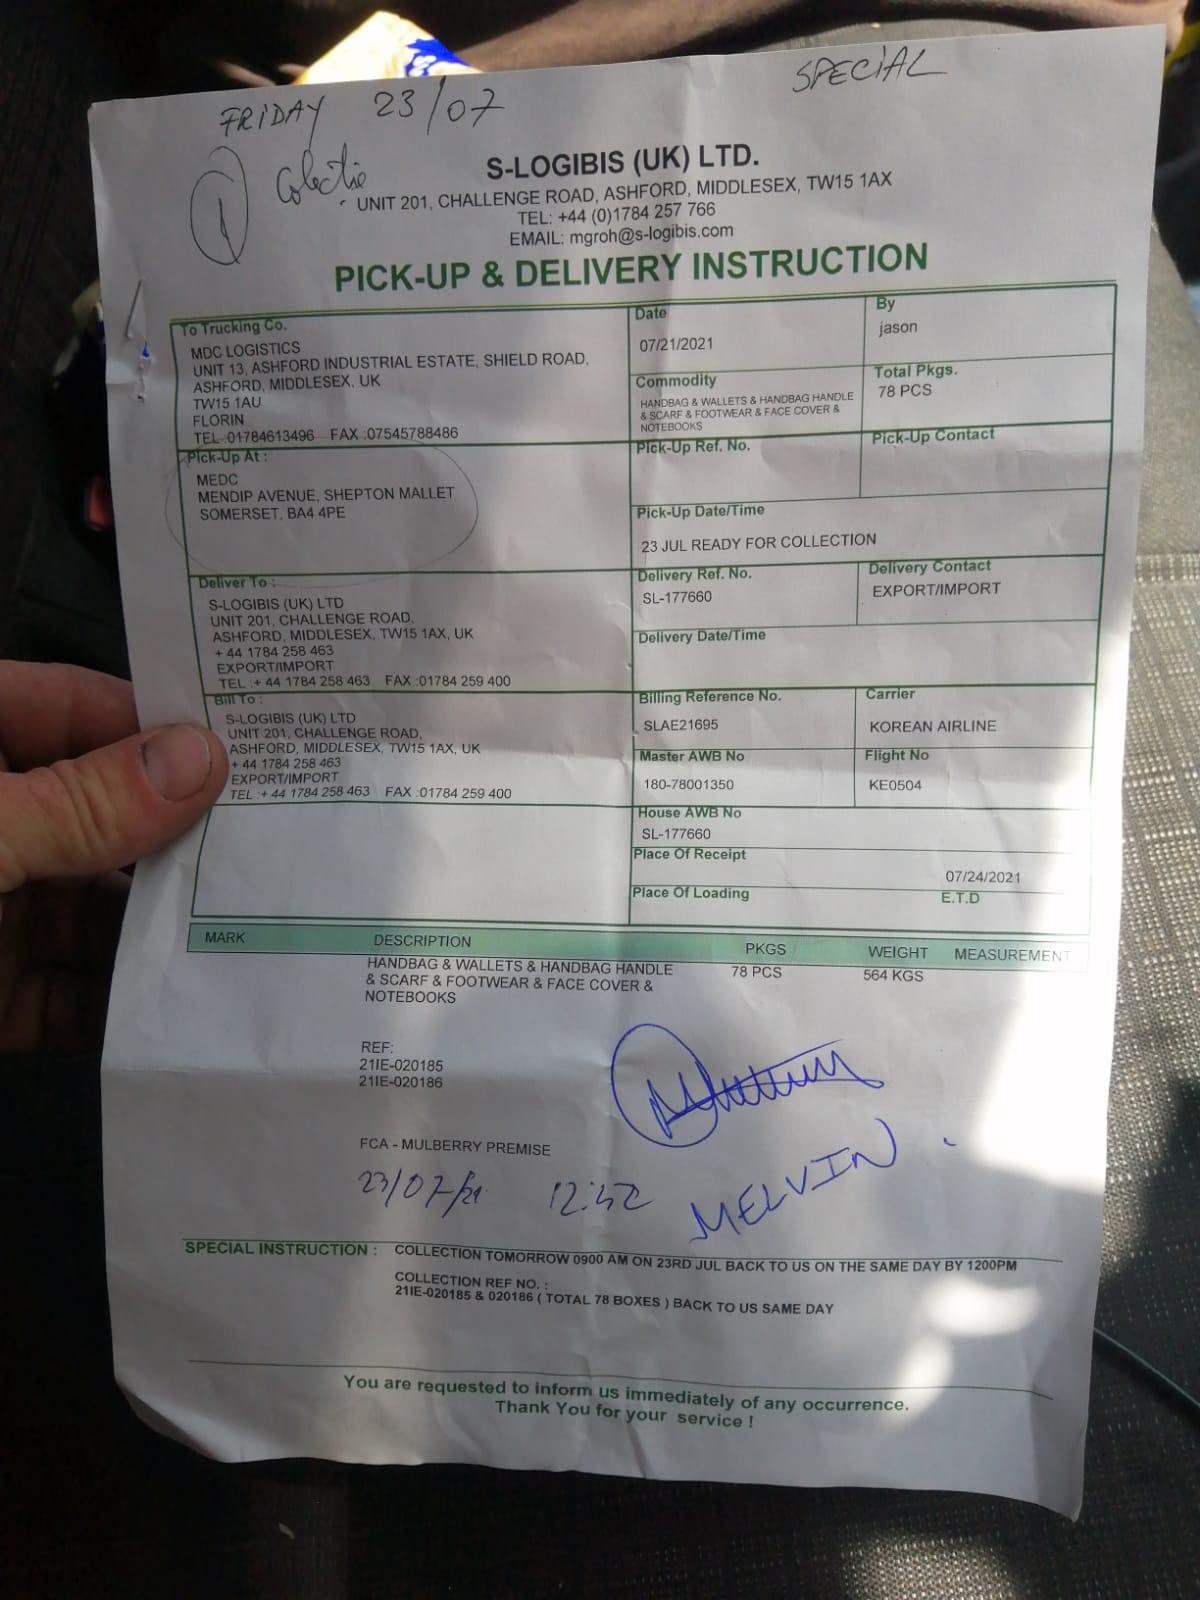 FRIDAY 23/07
SPECIAL
1
S-LOGIBIS (UK) LTD.
UNIT 201, CHALLENGE ROAD, ASHFORD, MIDDLESEX, TW15 1AX
TEL: +44 (0)1784 257 766
EMAIL: mgroh@s-logibis.com
PICK-UP & DELIVERY INSTRUCTION
To Trucking Co.
MDC LOGISTICS
UNIT 13, ASHFORD INDUSTRIAL ESTATE, SHIELD ROAD,
ASHFORD, MIDDLESEX, UK
TW15 1AU
FLORIN
TEL :01784613496 FAX :07545788486
Date
07/21/2021
By
jason
Commodity
HANDBAG & WALLETS & HANDBAG HANDLE
& SCARF & FOOTWEAR & FACE COVER &
NOTEBOOKS
Total Pkgs.
78 PCS
Pick-Up At :
MEDC
MENDIP AVENUE, SHEPTON MALLET
SOMERSET, BA4 4PE
Pick-Up Ref. No.
Pick-Up Contact
Pick-Up Date/Time
23 JUL READY FOR COLLECTION
Deliver To :
S-LOGIBIS (UK) LTD
UNIT 201, CHALLENGE ROAD,
ASHFORD, MIDDLESEX, TW15 1AX, UK
+ 44 1784 258 463
EXPORT/IMPORT
TEL :+ 44 1784 258 463 FAX :01784 259 400
Delivery Ref. No.
SL-177660
Delivery Contact
EXPORT/IMPORT
Delivery Date/Time
Bill To :
S-LOGIBIS (UK) LTD
UNIT 201, CHALLENGE ROAD,
ASHFORD, MIDDLESEX, TW15 1AX, UK
+ 44 1784 258 463
EXPORT/IMPORT
TEL :+ 44 1784 258 463 FAX :01784 259 400
Billing Reference No.
SLAE21695
Carrier
KOREAN AIRLINE
Master AWB No
180-78001350
Flight No
KE0504
House AWB No
SL-177660
Place Of Receipt
07/24/2021
Place Of Loading
E.T.D
MARK DESCRIPTION PKGS WEIGHT MEASUREMENT
HANDBAG & WALLETS & HANDBAG HANDLE 78 PCS 564 KGS
& SCARF & FOOTWEAR & FACE COVER &
NOTEBOOKS
REF:
21IE-020185
21IE-020186
FCA - MULBERRY PREMISE
23/07/21 12:42
MELVIN
SPECIAL INSTRUCTION : COLLECTION TOMORROW 0900 AM ON 23RD JUL BACK TO US ON THE SAME DAY BY 1200PM
COLLECTION REF NO. :
21IE-020185 & 020186 ( TOTAL 78 BOXES ) BACK TO US SAME DAY
You are requested to inform us immediately of any occurrence.
Thank You for your service !